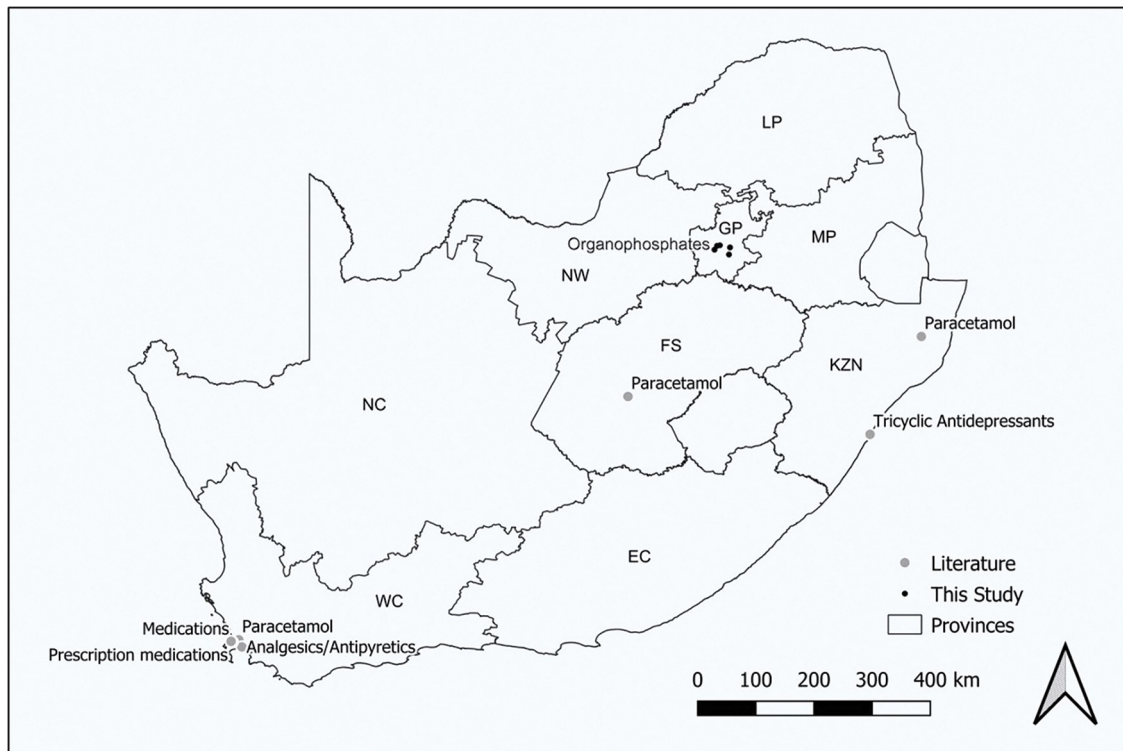 LP
GP
Organophosphates
MP
NW
Paracetamol
FS
KZN
Paracetamol
NC
Tricyclic Antidepressants
EC
Literature
This Study
WC
Medications
Paracetamol
Provinces
Prescription medications
Analgesics/Antipyretics
0 100 200 300 400 km